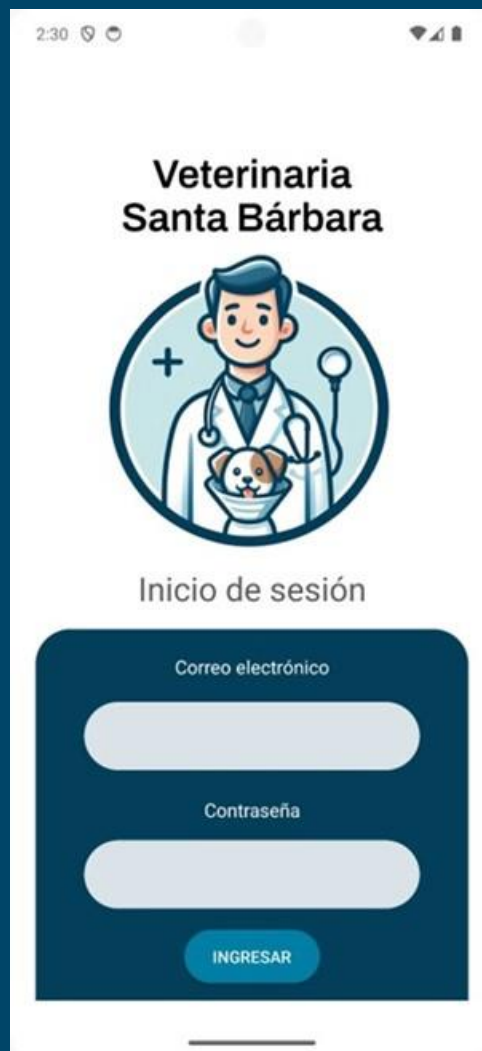 2:30
Veterinaria
Santa Bárbara
Inicio de sesión
Correo electrónico
Contraseña
INGRESAR